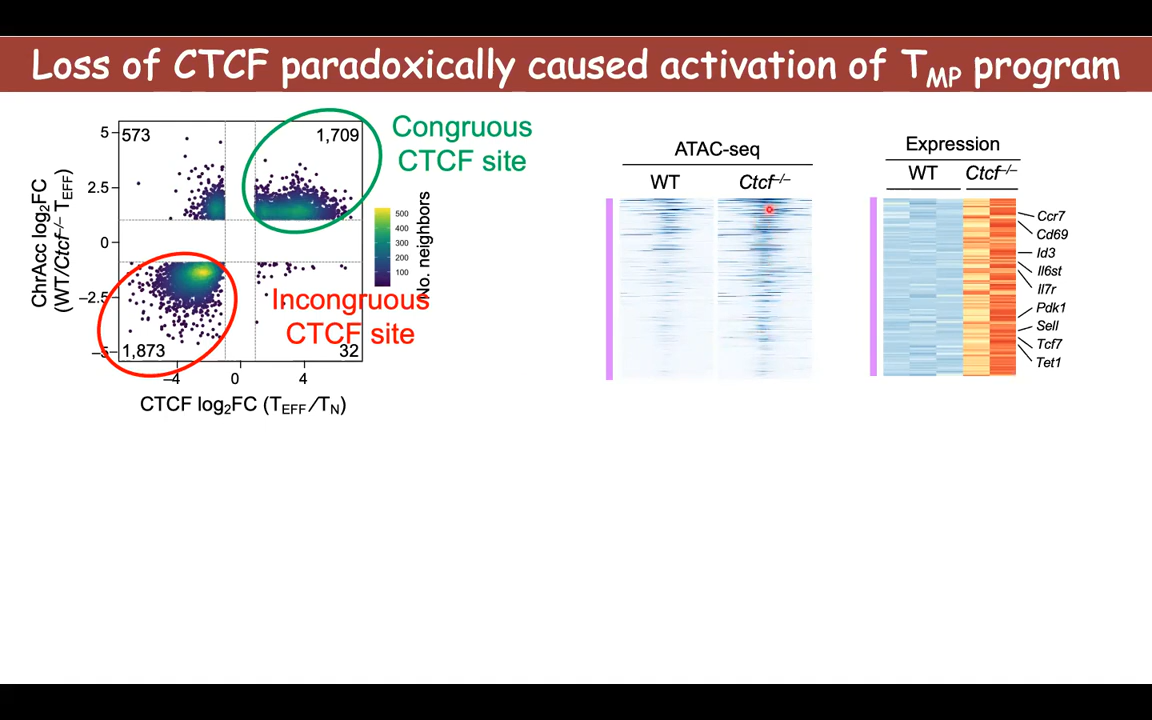 Loss of CTCF paradoxically caused activation of TMP program
573
1,709
1,873
32
5
2.5
0
−2.5
−5
−4
0
4
ChrAcc log2FC
(WT/Ctcf−/− TEFF)
CTCF log2FC (TEFF/TN)
Congruous
CTCF site
Incongruous
CTCF site
500
400
300
200
100
No. neighbors
ATAC-seq
WT
Ctcf−/−
Expression
WT
Ctcf−/−
Ccr7
Cd69
Id3
Il6st
Il7r
Pdk1
Sell
Tcf7
Tet1